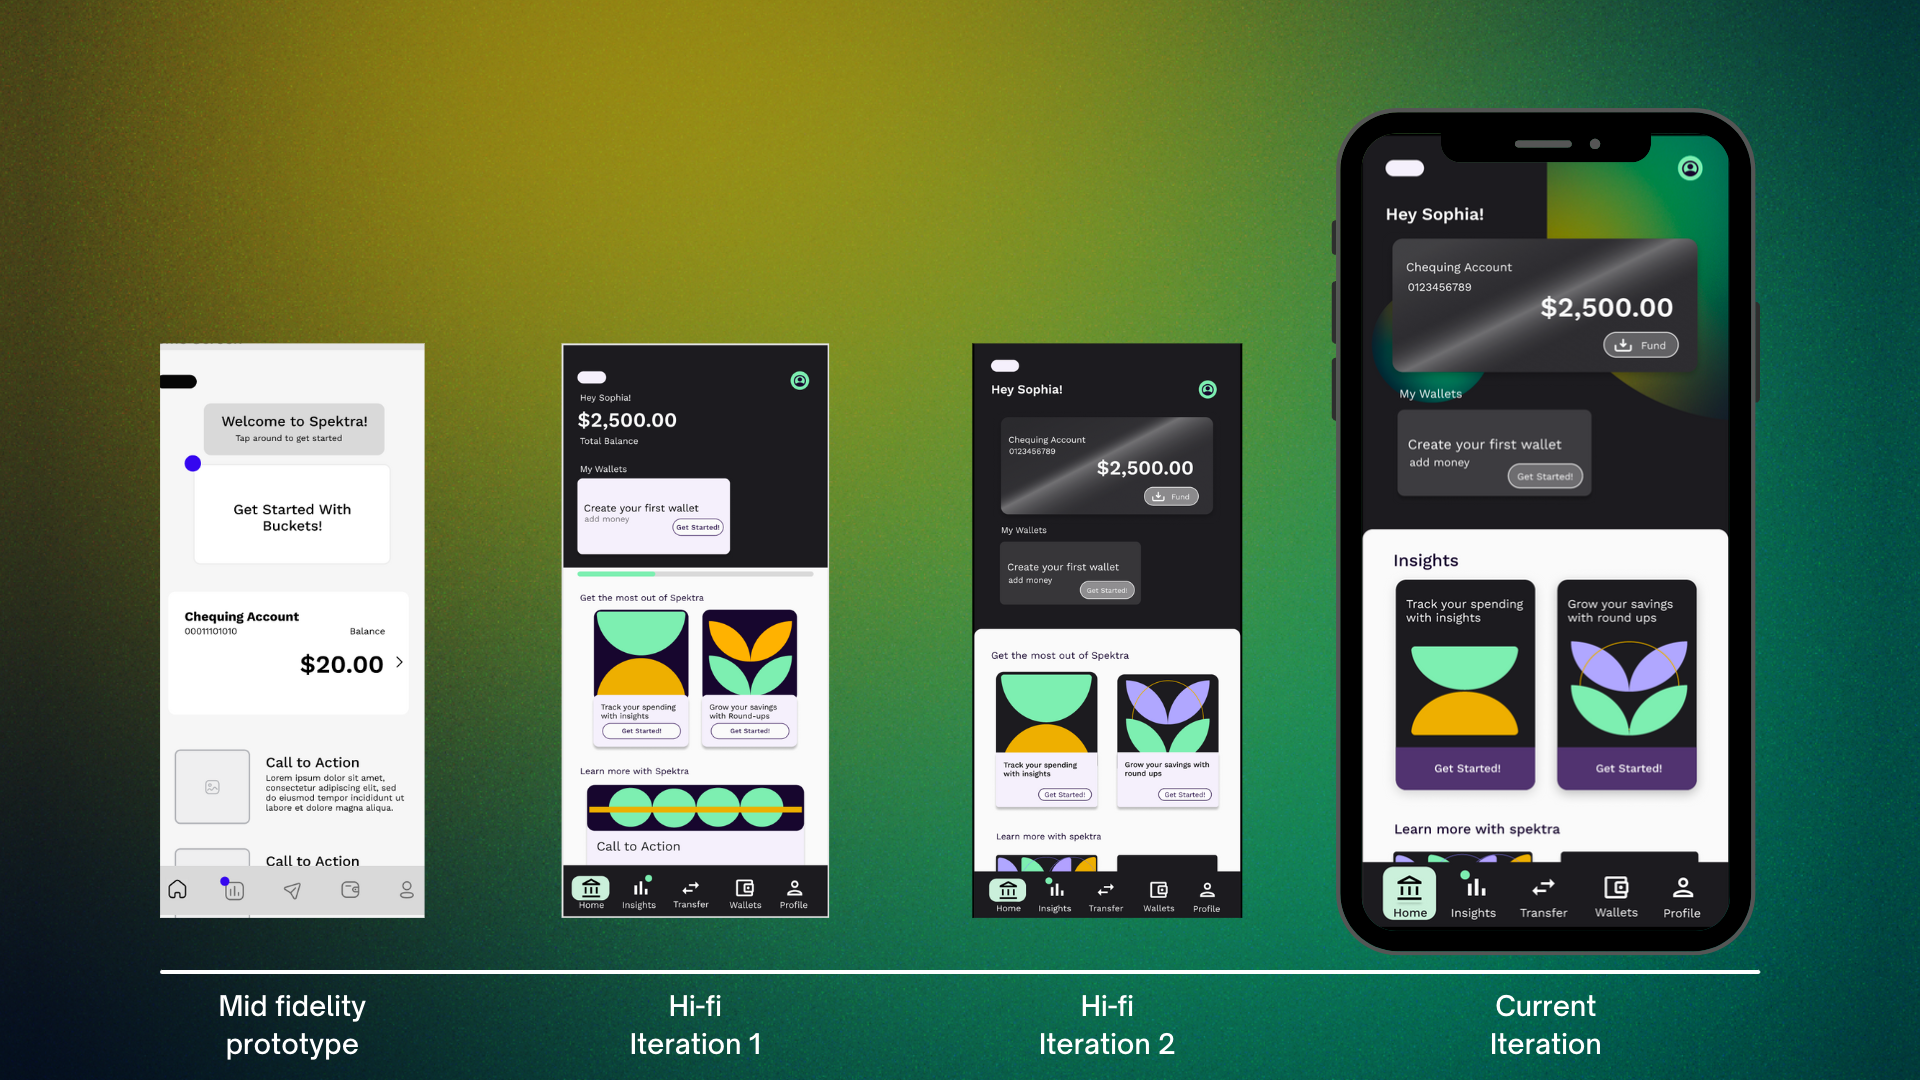 Welcome to Spektra!
Tap around to get started
Get Started With
Buckets!
Chequing Account
00011101010
Balance
$20.00
Call to Action
Lorem ipsum dolor sit amet,
consectetur adipiscing elit, sed
do eiusmod tempor incididunt ut
labore et dolore magna aliqua.
Call to Action
Hey Sophia!
$2,500.00
Total Balance
My Wallets
Create your first wallet
add money
Get Started!
Get the most out of Spektra
Track your spending
with insights
Get Started!
Grow your savings
with Round-ups
Get Started!
Learn more with Spektra
Call to Action
Home
Insights
Transfer
Wallets
Profile
Hey Sophia!
Chequing Account
0123456789
$2,500.00
Fund
My Wallets
Create your first wallet
add money
Get Started!
Get the most out of Spektra
Track your spending
with insights
Get Started!
Grow your savings with
round ups
Get Started!
Learn more with spektra
Home
Insights
Transfer
Wallets
Profile
Hey Sophia!
Chequing Account
0123456789
$2,500.00
Fund
My Wallets
Create your first wallet
add money
Get Started!
Insights
Track your spending
with insights
Get Started!
Grow your savings
with round ups
Get Started!
Learn more with spektra
Home
Insights
Transfer
Wallets
Profile
Mid fidelity
prototype
Hi-fi
Iteration 1
Hi-fi
Iteration 2
Current
Iteration